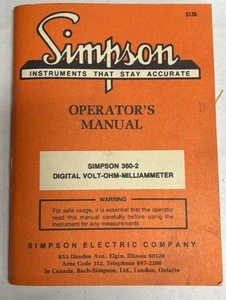 $1.50
Simpson
INSTRUMENTS THAT STAY ACCURATE
OPERATOR'S
MANUAL
SIMPSON 360-2
DIGITAL VOLT-OHM-MILLIAMMETER
WARNING
For safe usage, it is essential that the operator
read this manual carefully before using the
instrument for any measurements.
SIMPSON ELECTRIC COMPANY
853 Dundee Ave., Elgin, Illinois 60120
Area Code 312, Telephone 697-2260
In Canada, Bach-Simpson, Ltd., London, Ontario